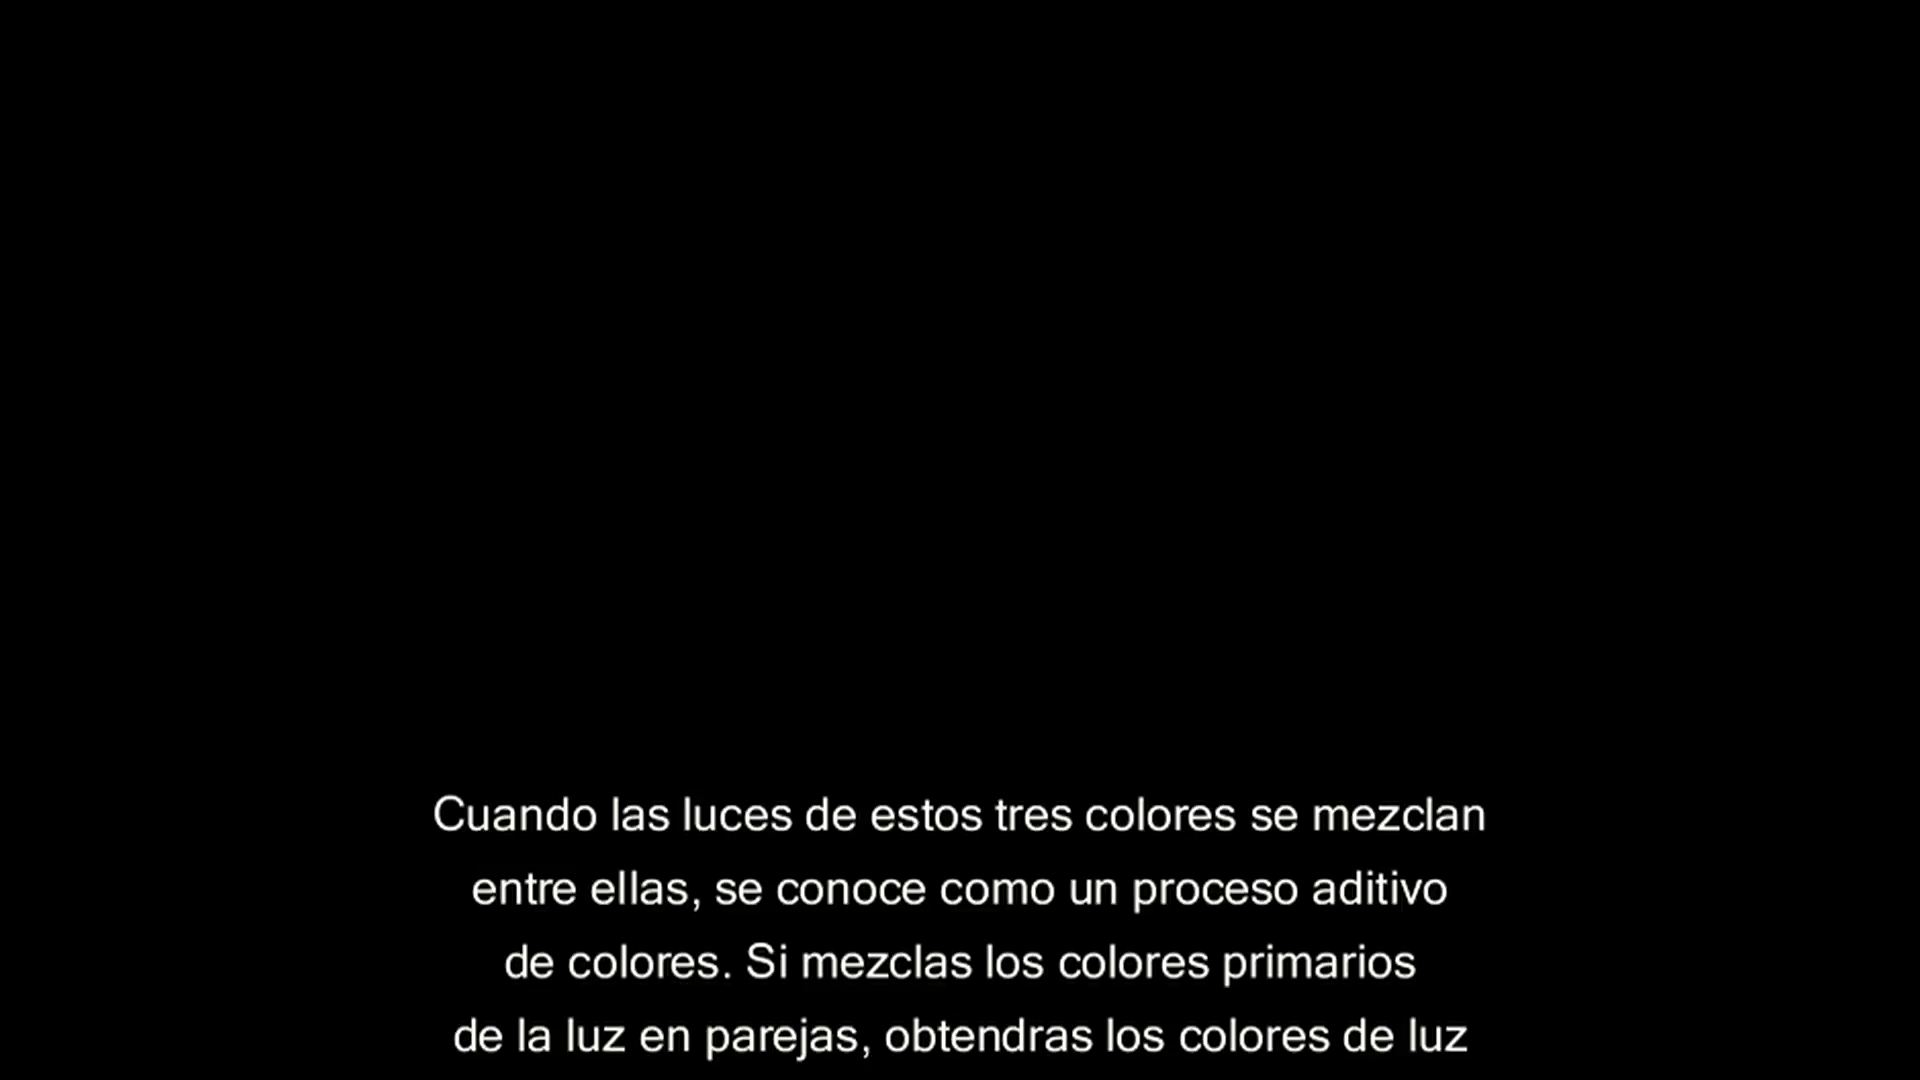 Cuando las luces de estos tres colores se mezclan
entre ellas, se conoce como un proceso aditivo
de colores. Si mezclas los colores primarios
de la luz en parejas, obtendras los colores de luz